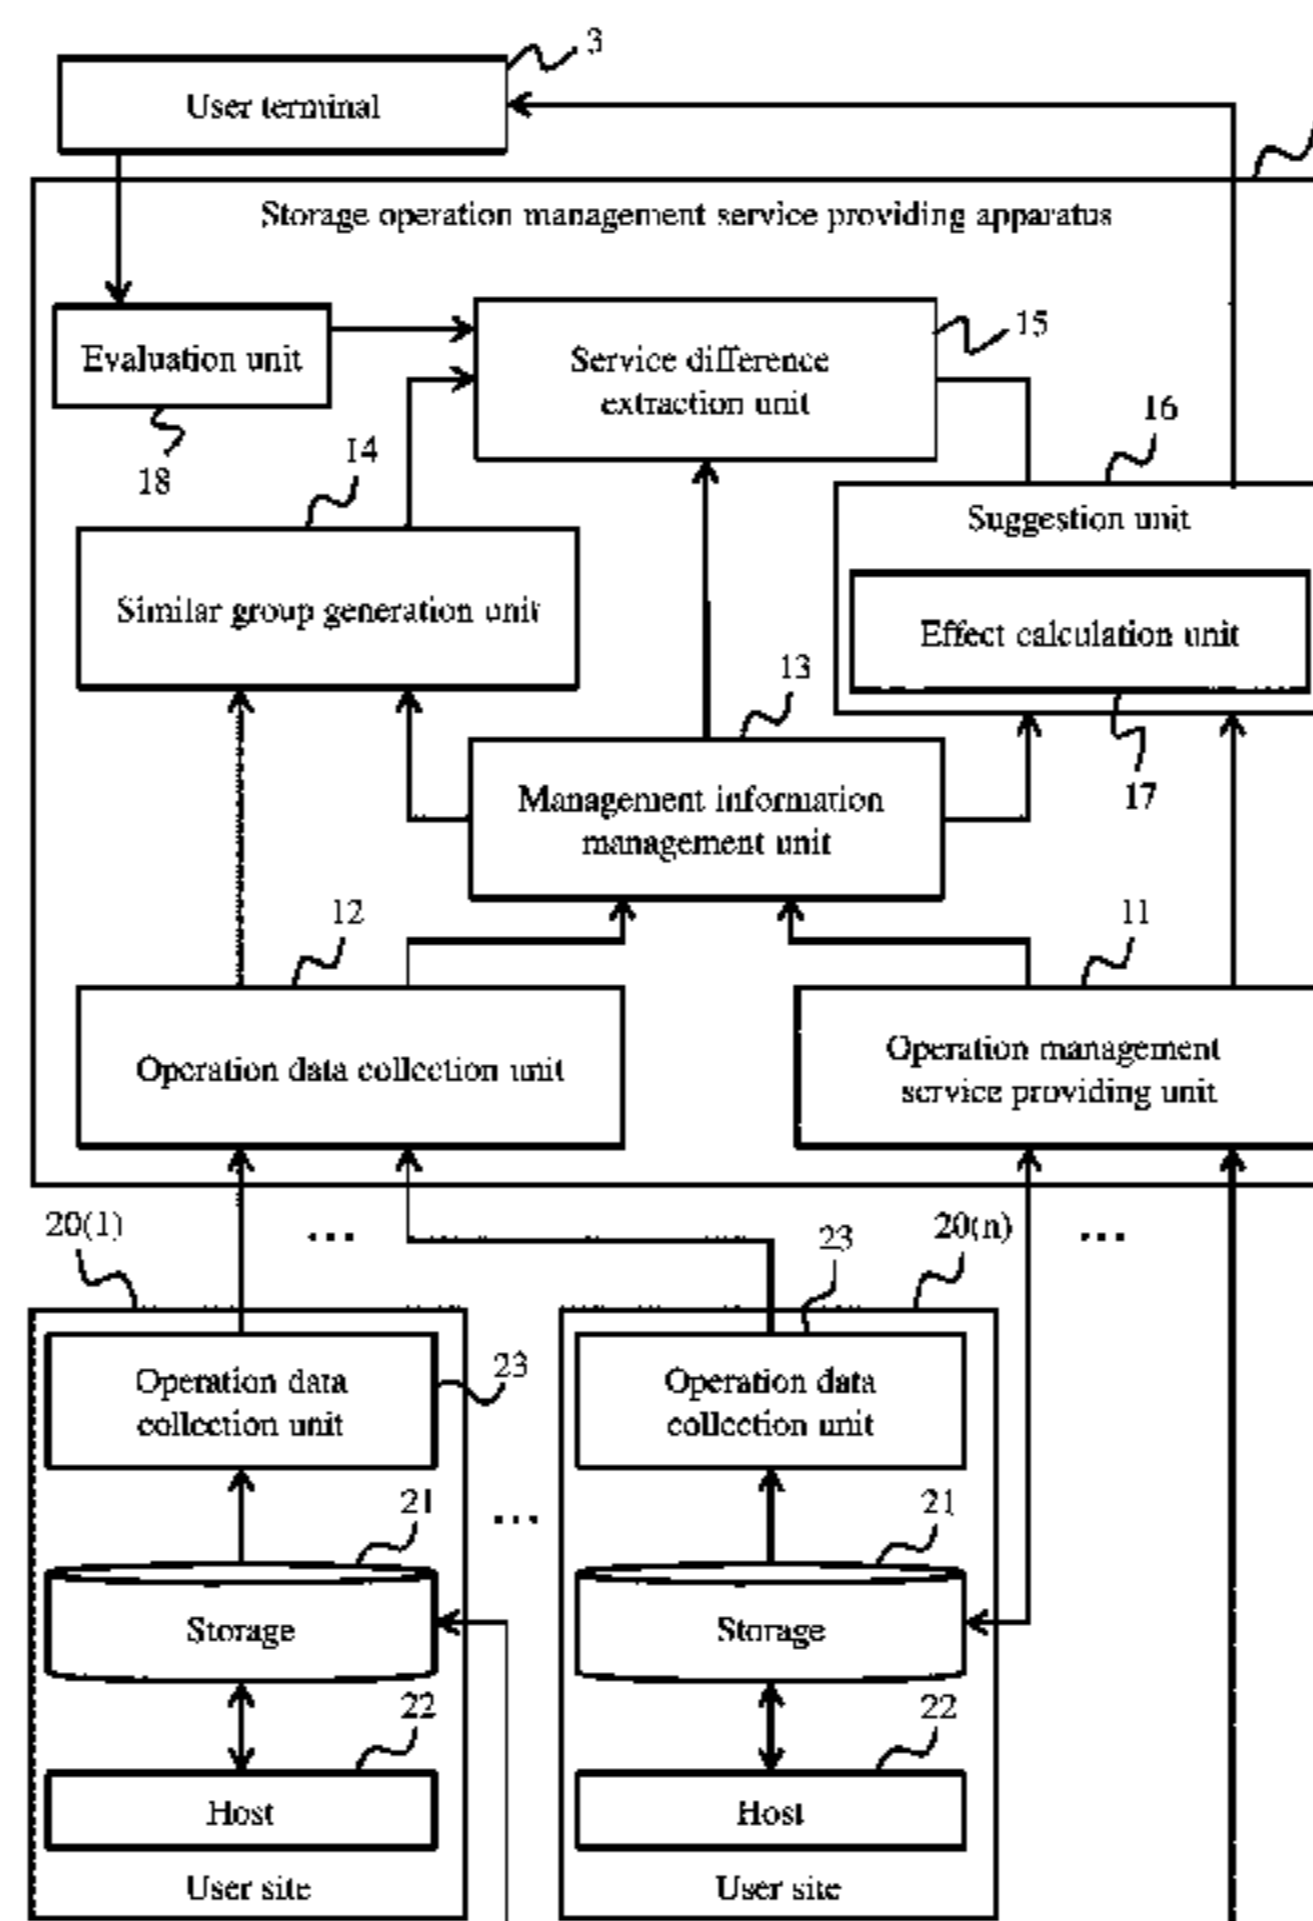 3
User terminal
Storage operation management service providing apparatus
15
Evaluation unit
Service difference
extraction unit
16
14
18
Suggestion unit
Similar group generation unit
Effect calculation unit
13
17
Management information
management unit
12
11
Operation data collection unit
Operation management
service providing unit
20(1)
...
23
20(n)
...
Operation data
collection unit
23
Operation data
collection unit
21
...
21
Storage
Storage
22
22
Host
Host
User site
User site